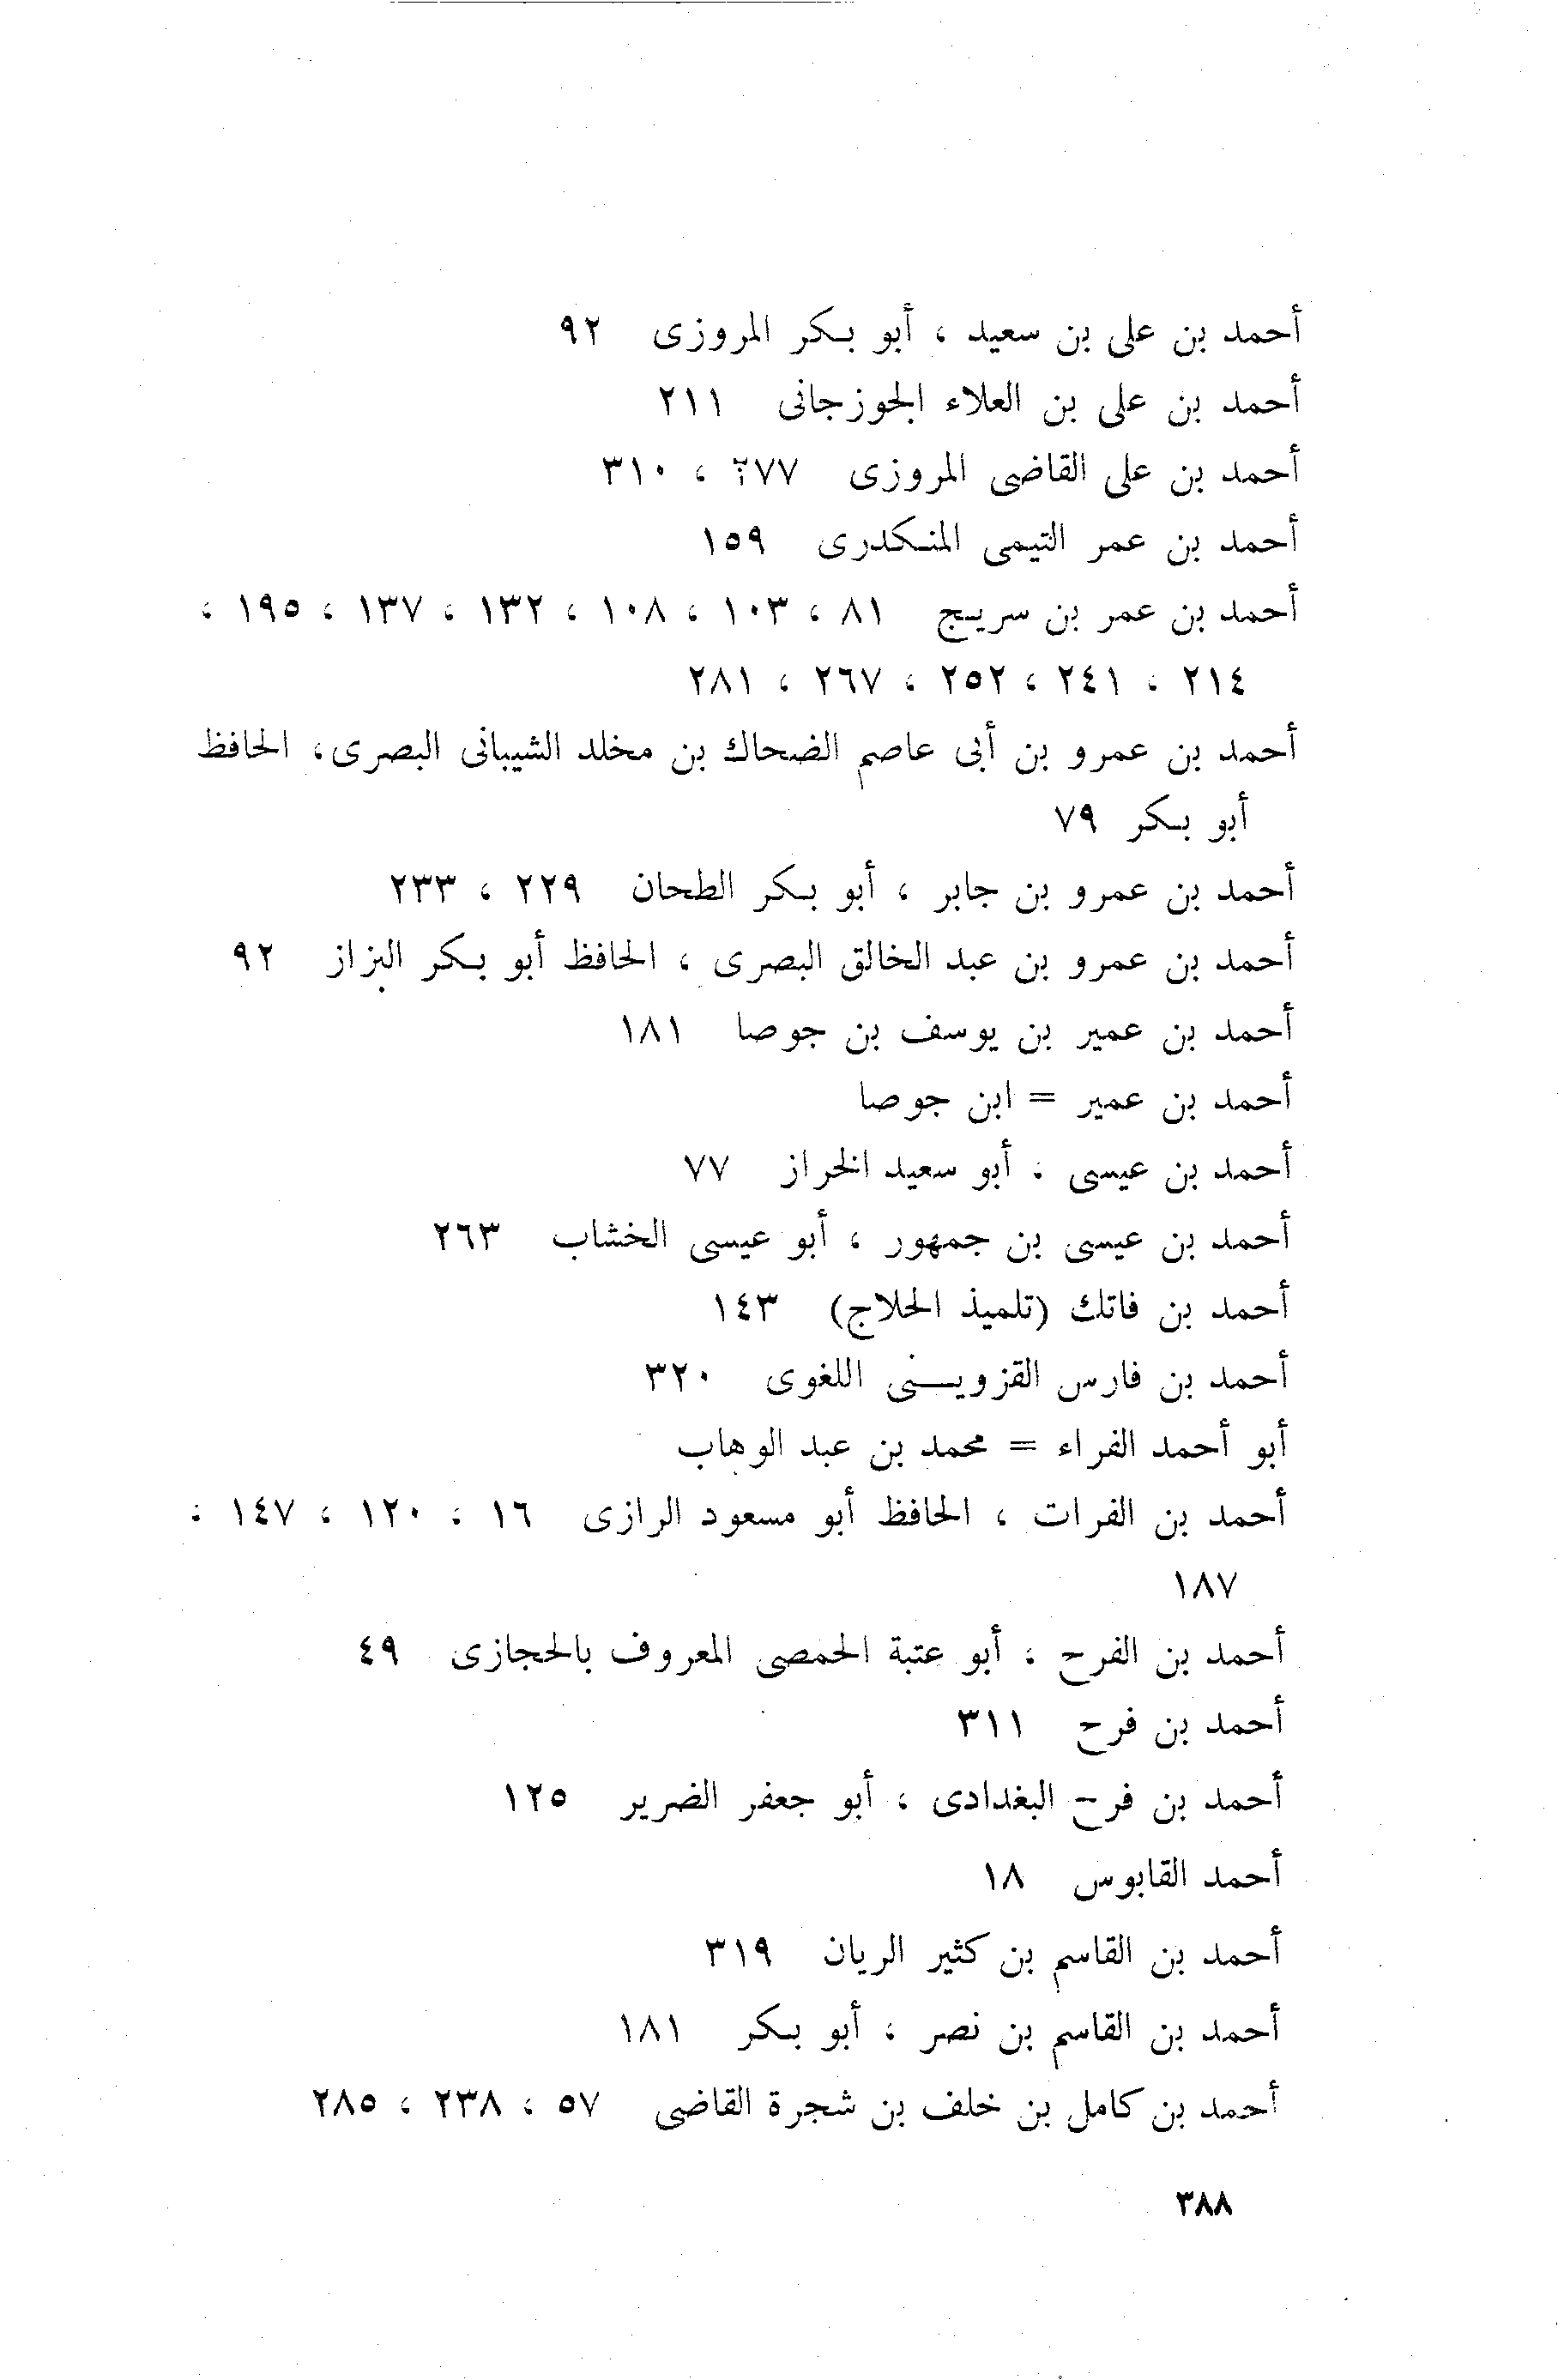 أحمد بن على بن سعيد ، أبو بكر المروزى ٩٢
أحمد بن على بن العلاء الجوزجانى ٢١١
أحمد بن على القاضى المروزى ٢٧٧ ، ٣١٠
أحمد بن عمر التيمى المنكدرى ١٥٩
أحمد بن عمر بن سريج ٨١ ، ١٠٣ ، ١٠٨ ، ١٣٢ ، ١٣٧ ، ١٩٥ ،
٢١٤ ، ٢٤١ ، ٢٥٢ ، ٢٦٧ ، ٢٨١
أحمد بن عمرو بن أبى عاصم الضحاك بن مخلد الشيبانى البصرى، الحافظ
أبو بكر ٧٩
أحمد بن عمرو بن جابر ، أبو بكر الطحان ٢٢٩ ، ٢٣٣
أحمد بن عمرو بن عبد الخالق البصرى ، الحافظ أبو بكر البزاز ٩٢
أحمد بن عمير بن يوسف بن جوصا ١٨١
أحمد بن عمير = ابن جوصا
أحمد بن عيسى ، أبو سعيد الخراز ٧٧
أحمد بن عيسى بن جمهور ، أبو عيسى الخشاب ٢٦٣
أحمد بن فاتك (تلميذ الحلاج) ١٤٣
أحمد بن فارس القزوينى اللغوى ٣٢٠
أبو أحمد الفراء = محمد بن عبد الوهاب
أحمد بن الفرات ، الحافظ أبو مسعود الرازى ١٦ ، ١٢٠ ، ١٤٧ ،
١٨٧
أحمد بن الفرح ، أبو عتبة الحمصى المعروف بالحجازى ٤٩
أحمد بن فرح ٣١١
أحمد بن فرح البغدادى ، أبو جعفر الضرير ١٢٥
أحمد القابوس ١٨
أحمد بن القاسم بن كثير الريان ٣١٩
أحمد بن القاسم بن نصر ، أبو بكر ١٨١
أحمد بن كامل بن خلف بن شجرة القاضى ٥٧ ، ٢٣٨ ، ٢٨٥
٣٨٨